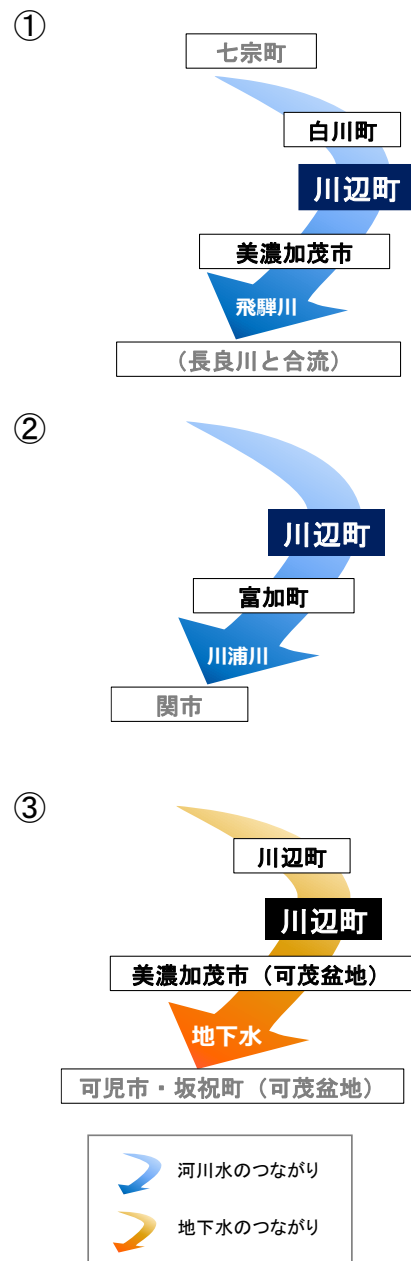 ①
七宗町
白川町
川辺町
美濃加茂市
飛騨川
（長良川と合流）
②
川辺町
富加町
川浦川
関市
③
川辺町
川辺町
美濃加茂市（可茂盆地）
地下水
可児市・坂祝町（可茂盆地）
河川水のつながり
地下水のつながり